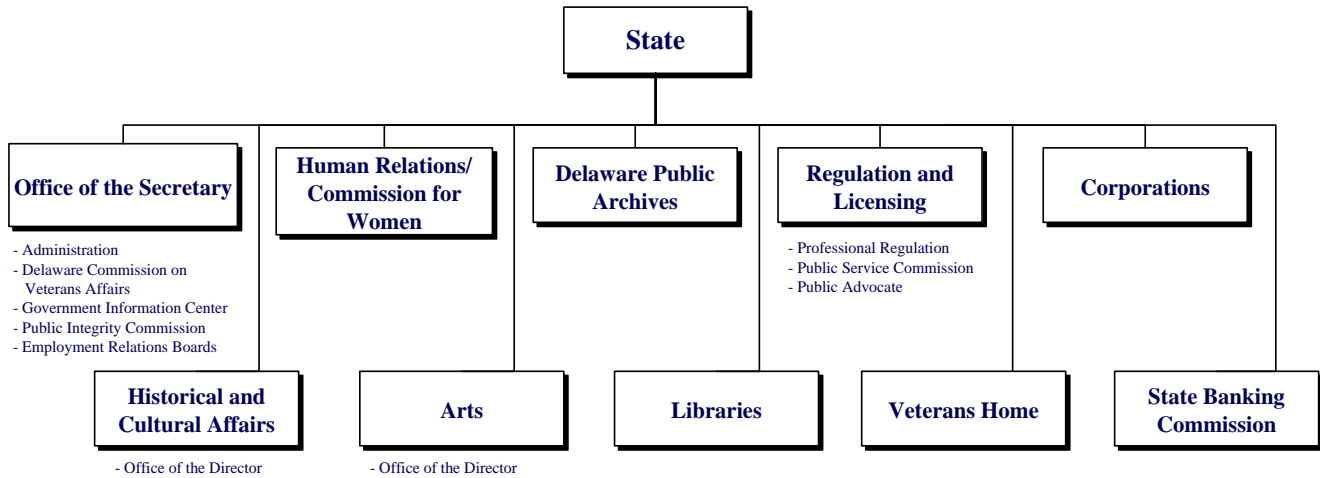 State
Office of the Secretary
- Administration
- Delaware Commission on
Veterans Affairs
- Government Information Center
- Public Integrity Commission
- Employment Relations Boards
Human Relations/
Commission for
Women
Delaware Public
Archives
Regulation and
Licensing
- Professional Regulation
- Public Service Commission
- Public Advocate
Corporations
Historical and
Cultural Affairs
- Office of the Director
Arts
- Office of the Director
Libraries
Veterans Home
State Banking
Commission